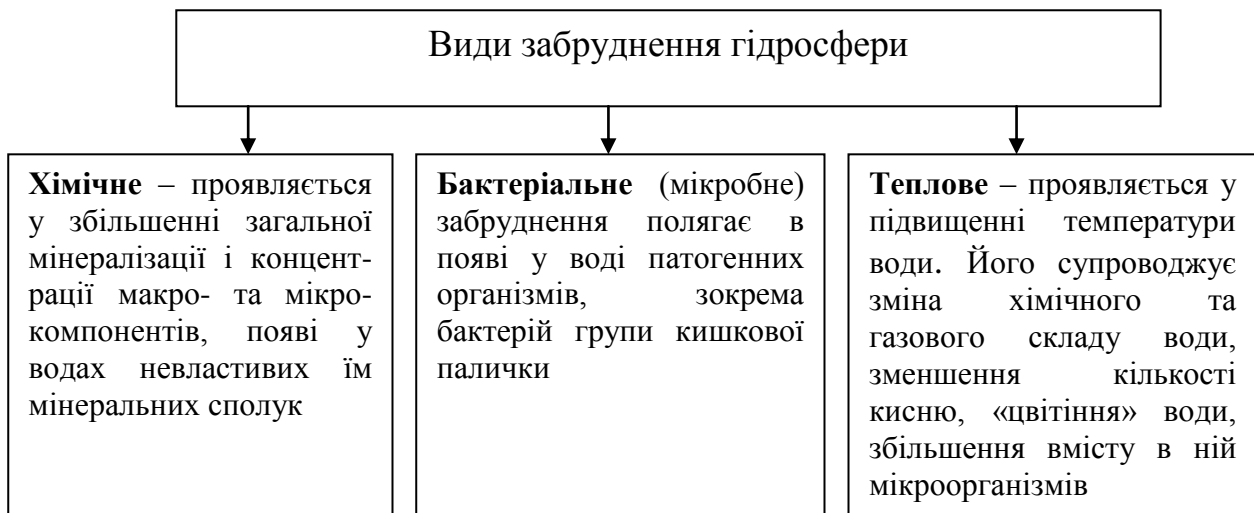 Види забруднення гідросфери
Хімічне – проявляється
у збільшенні загальної
мінералізації і концент-
рації макро- та мікро-
компонентів, появі у
водах невластивих їм
мінеральних сполук
Бактеріальне (мікробне)
забруднення полягає в
появі у воді патогенних
організмів, зокрема
бактерій групи кишкової
палички
Теплове – проявляється у
підвищенні температури
води. Його супроводжує
зміна хімічного та
газового складу води,
зменшення кількості
кисню, «цвітіння» води,
збільшення вмісту в ній
мікроорганізмів